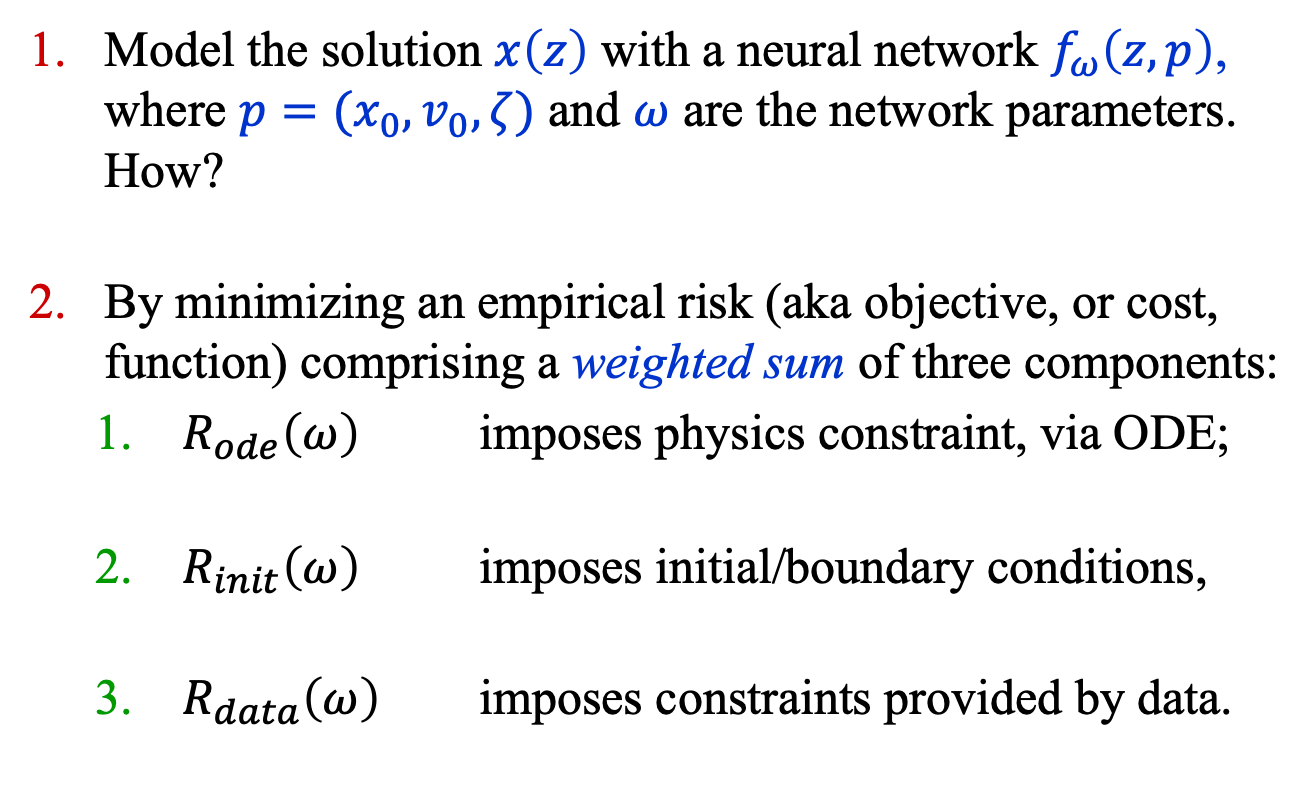 1. Model the solution x(z) with a neural network f_ω(z, p),
where p = (x₀, v₀, ζ) and ω are the network parameters.
How?
2. By minimizing an empirical risk (aka objective, or cost,
function) comprising a weighted sum of three components:
1. R_ode(ω) imposes physics constraint, via ODE;
2. R_init(ω) imposes initial/boundary conditions,
3. R_data(ω) imposes constraints provided by data.